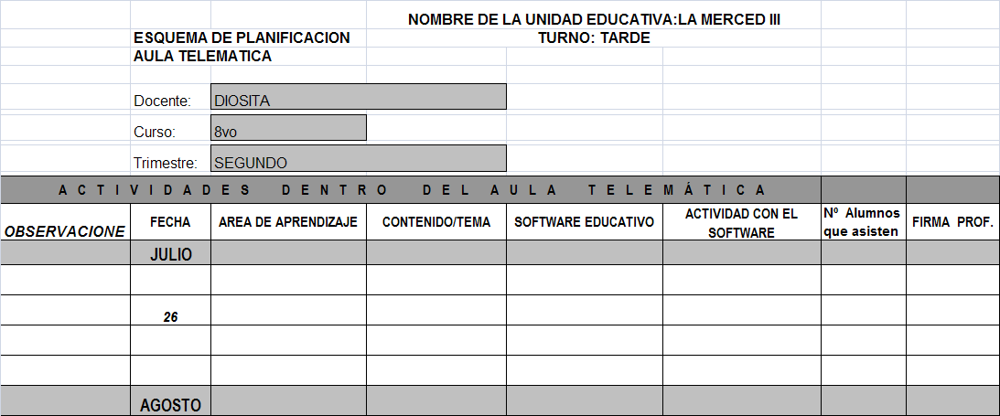 NOMBRE DE LA UNIDAD EDUCATIVA:LA MERCED III
ESQUEMA DE PLANIFICACION
TURNO: TARDE
AULA TELEMATICA
Docente: DIOSITA
Curso: 8vo
Trimestre: SEGUNDO
A C T I V I D A D E S D E N T R O D E L A U L A T E L E M Á T I C A
OBSERVACIONE
FECHA
AREA DE APRENDIZAJE
CONTENIDO/TEMA
SOFTWARE EDUCATIVO
ACTIVIDAD CON EL
SOFTWARE
Nº Alumnos
que asisten
FIRMA PROF.
JULIO
26
AGOSTO